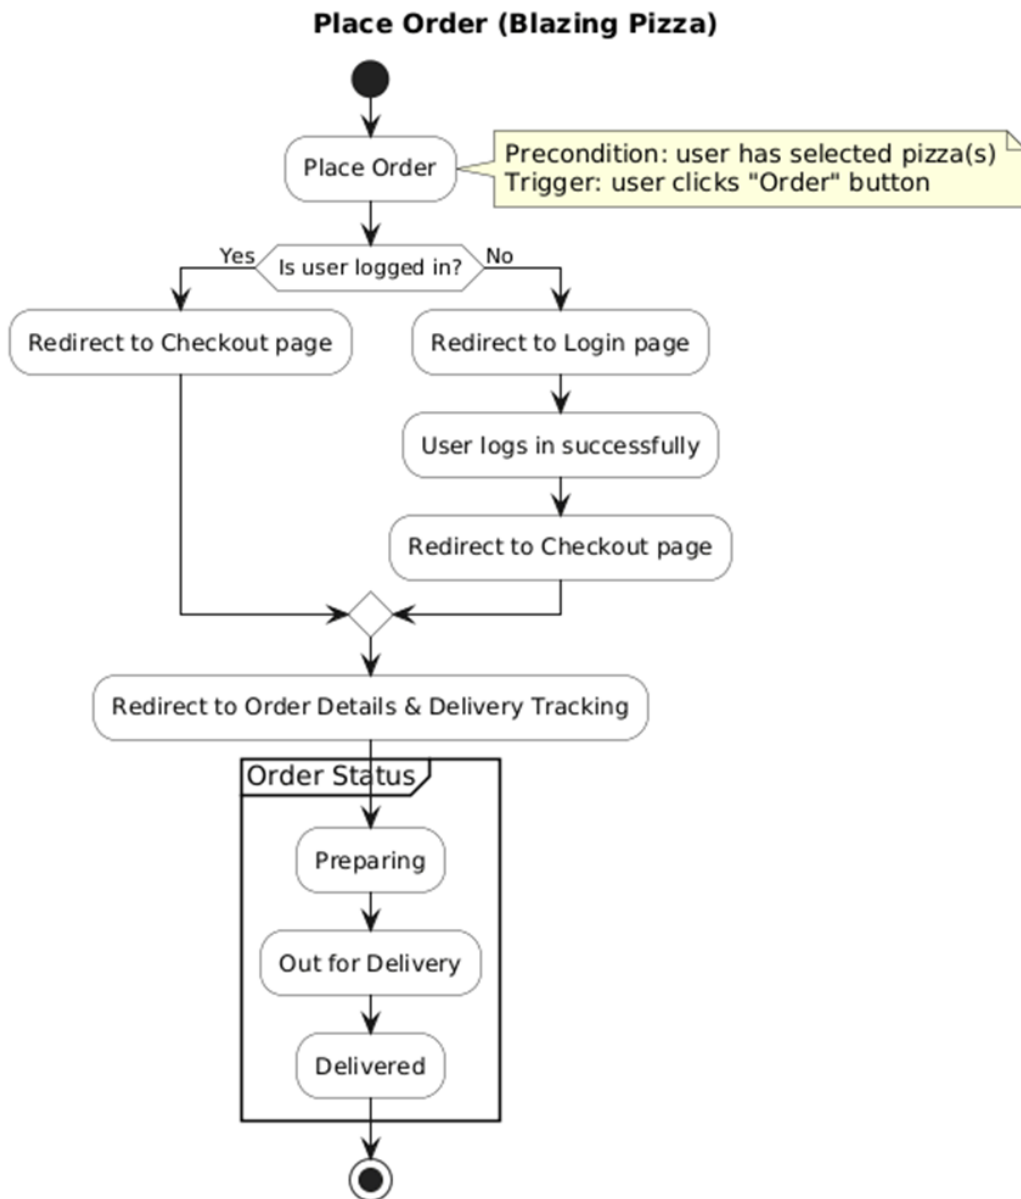 Place Order (Blazing Pizza)
Place Order
Precondition: user has selected pizza(s)
Trigger: user clicks "Order" button
Is user logged in?
Yes
No
Redirect to Checkout page
Redirect to Login page
User logs in successfully
Redirect to Checkout page
Redirect to Order Details & Delivery Tracking
Order Status
Preparing
Out for Delivery
Delivered